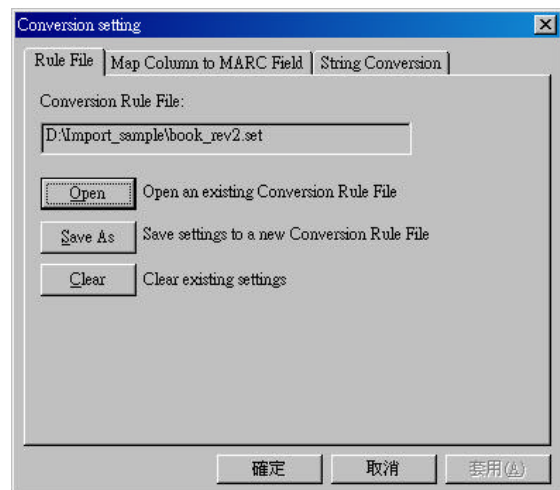 Conversion setting
Rule File Map Column to MARC Field String Conversion
Conversion Rule File:
D:\Import_sample\book_rev2.set
Open Open an existing Conversion Rule File
Save As Save settings to a new Conversion Rule File
Clear Clear existing settings
確定 取消 套用(A)